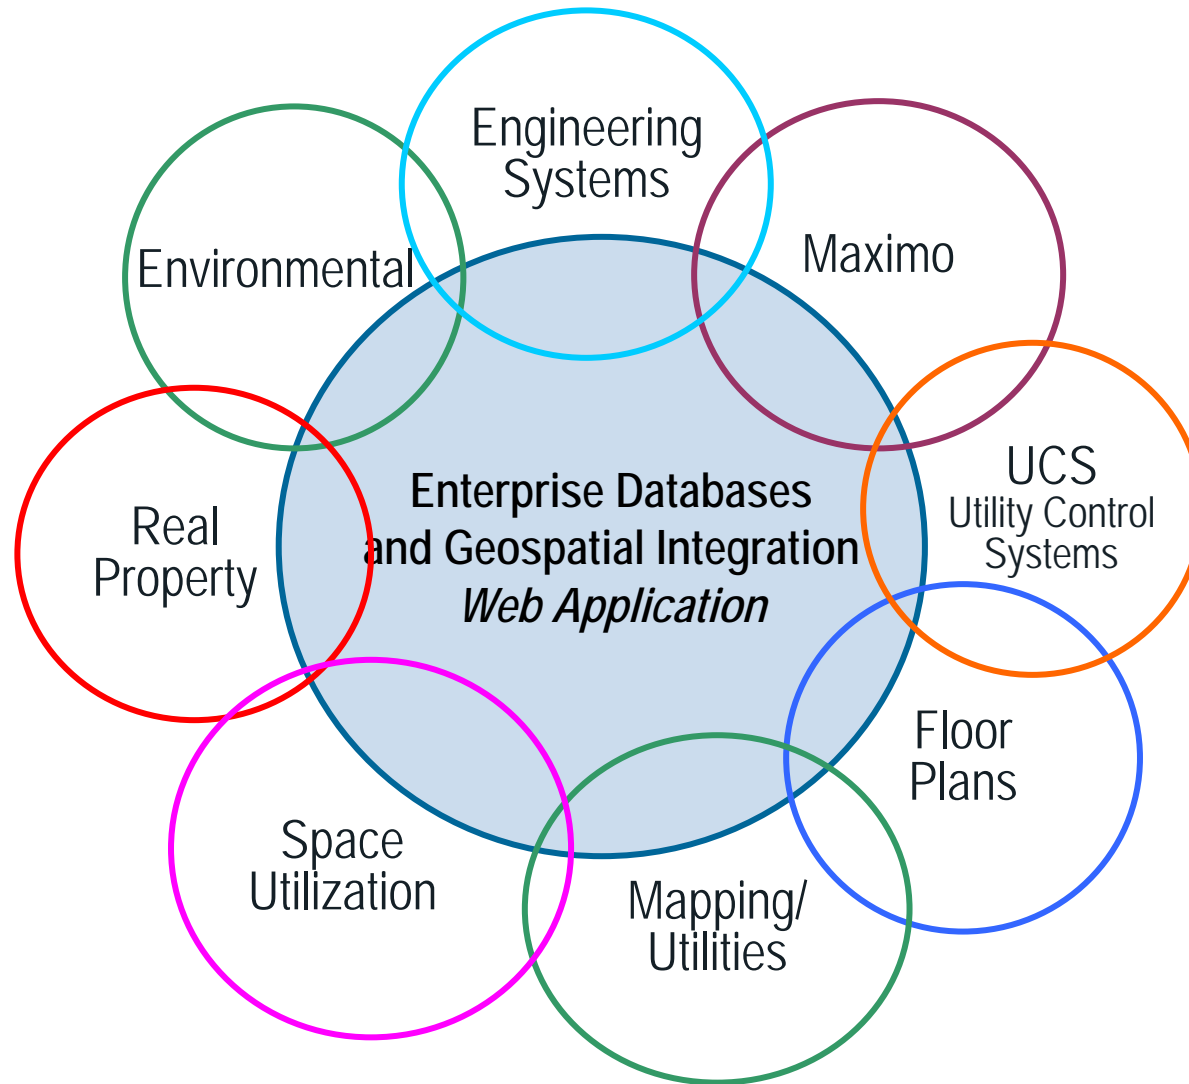 Engineering
Systems
Environmental
Maximo
UCS
Utility Control
Systems
Enterprise Databases
and Geospatial Integration
Web Application
Real
Property
Floor
Plans
Space
Utilization
Mapping/
Utilities